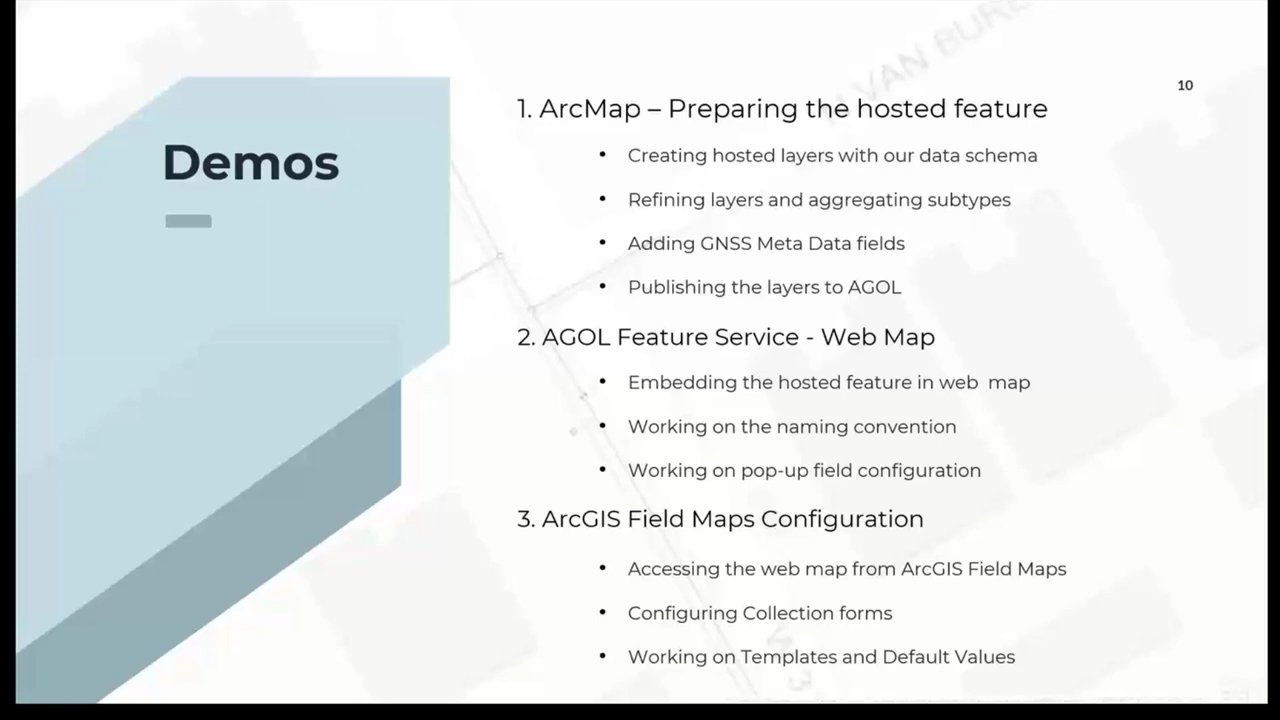 Demos
10
1. ArcMap – Preparing the hosted feature
• Creating hosted layers with our data schema
• Refining layers and aggregating subtypes
• Adding GNSS Meta Data fields
• Publishing the layers to AGOL
2. AGOL Feature Service - Web Map
• Embedding the hosted feature in web  map
• Working on the naming convention
• Working on pop-up field configuration
3. ArcGIS Field Maps Configuration
• Accessing the web map from ArcGIS Field Maps
• Configuring Collection forms
• Working on Templates and Default Values
N VAN BURE